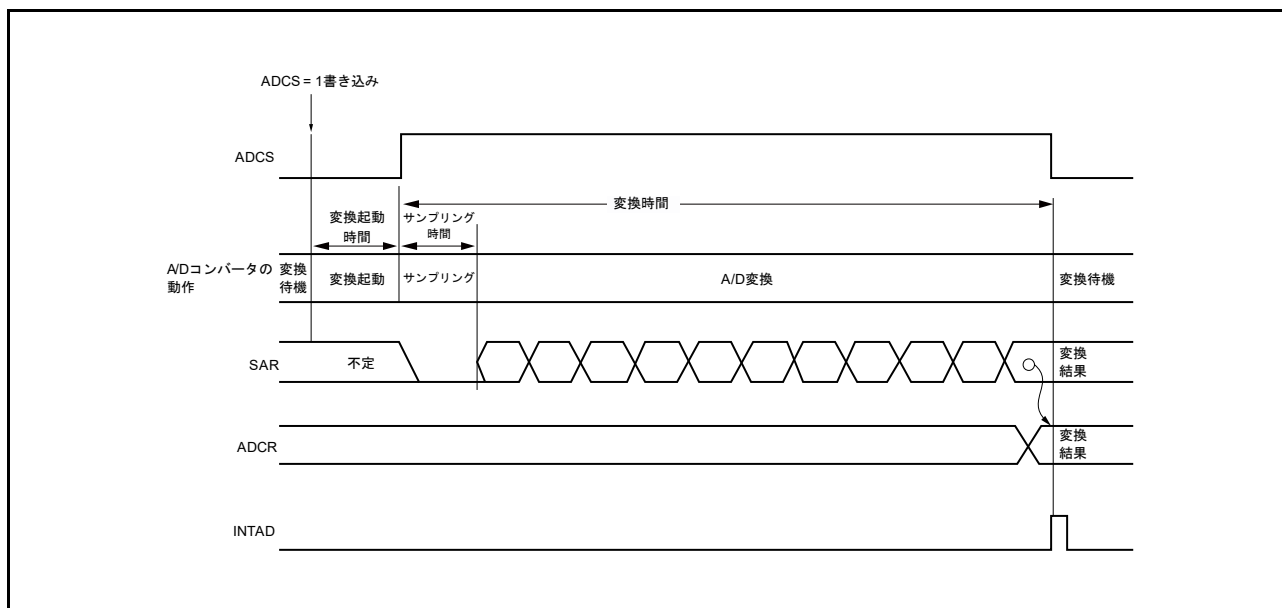 ADCS = 1書き込み
ADCS
変換時間
変換起動
時間
サンプリング
時間
A/Dコンバータの
動作
変換
待機
変換起動
サンプリング
A/D変換
変換待機
SAR
不定
変換
結果
ADCR
変換
結果
INTAD